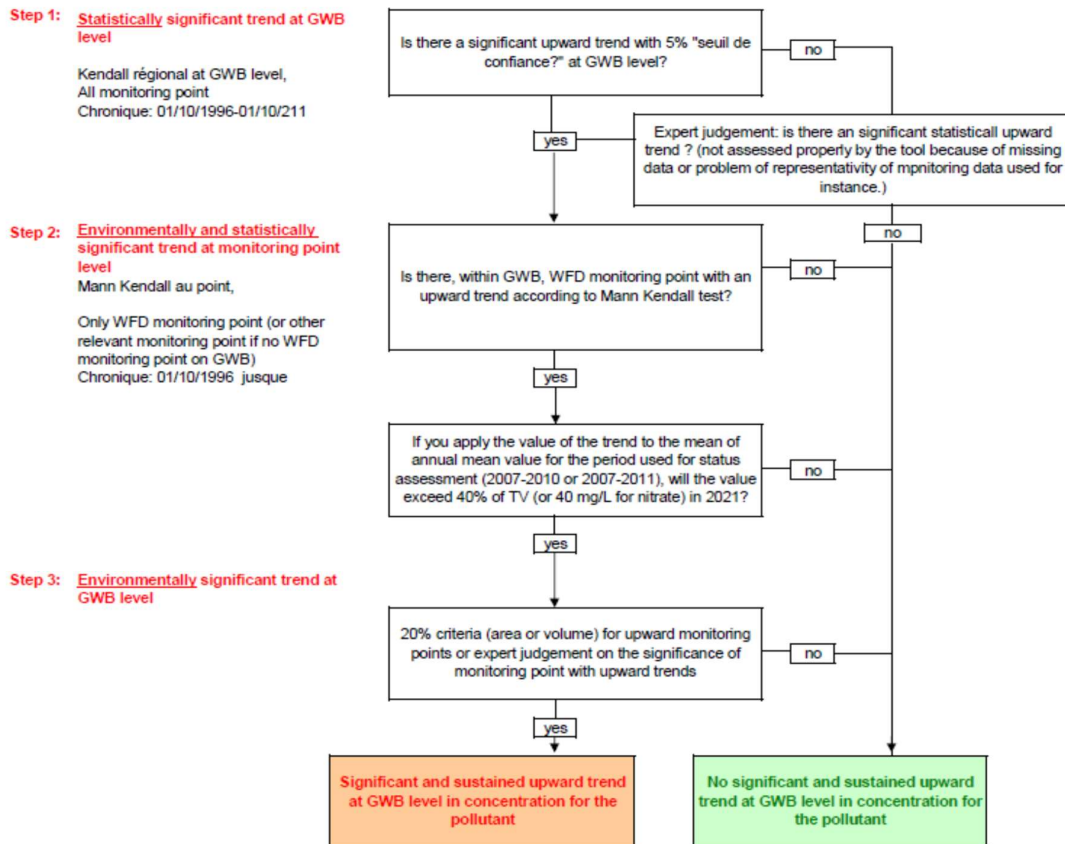 Step 1: Statistically significant trend at GWB
level
Kendall régional at GWB level,
All monitoring point
Chronique: 01/10/1996-01/10/211
Is there a significant upward trend with 5% "seuil de
confiance?" at GWB level?
no
yes
Expert judgement: is there an significant statisticall upward
trend ? (not assessed properly by the tool because of missing
data or problem of representativity of mpnitoring data used for
instance.)
no
Step 2: Environmentally and statistically
significant trend at monitoring point
level
Mann Kendall au point,
Only WFD monitoring point (or other
relevant monitoring point if no WFD
monitoring point on GWB)
Chronique: 01/10/1996 jusque
Is there, within GWB, WFD monitoring point with an
upward trend according to Mann Kendall test?
no
yes
If you apply the value of the trend to the mean of
annual mean value for the period used for status
assessment (2007-2010 or 2007-2011), will the value
exceed 40% of TV (or 40 mg/L for nitrate) in 2021?
no
yes
Step 3: Environmentally significant trend at
GWB level
20% criteria (area or volume) for upward monitoring
points or expert judgement on the significance of
monitoring point with upward trends
no
yes
Significant and sustained upward trend
at GWB level in concentration for the
pollutant
No significant and sustained upward
trend at GWB level in concentration for
the pollutant